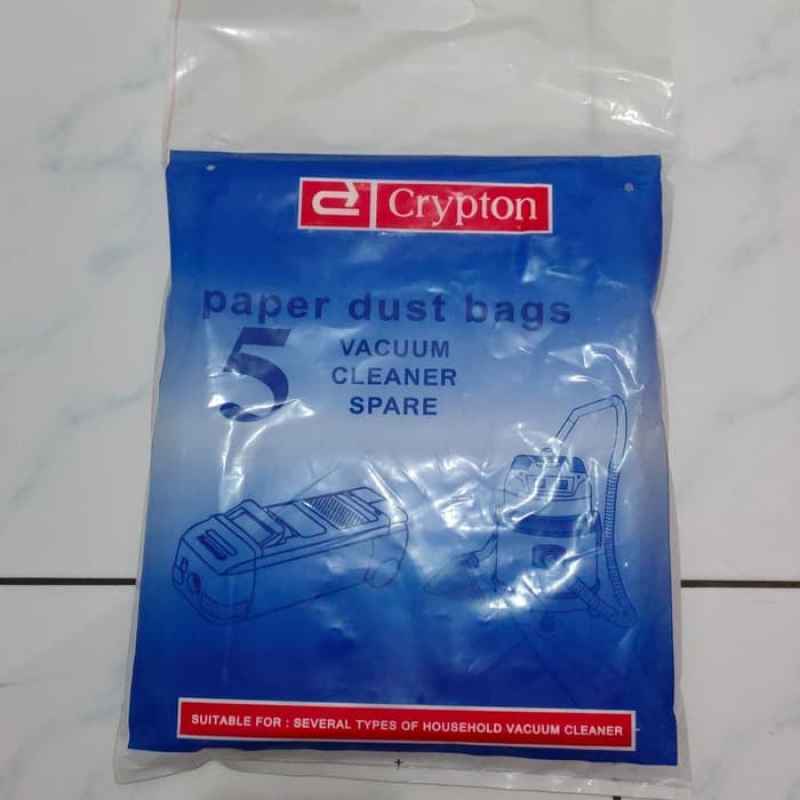 Crypton
paper dust bags
5
VACUUM
CLEANER
SPARE
SUITABLE FOR : SEVERAL TYPES OF HOUSEHOLD VACUUM CLEANER